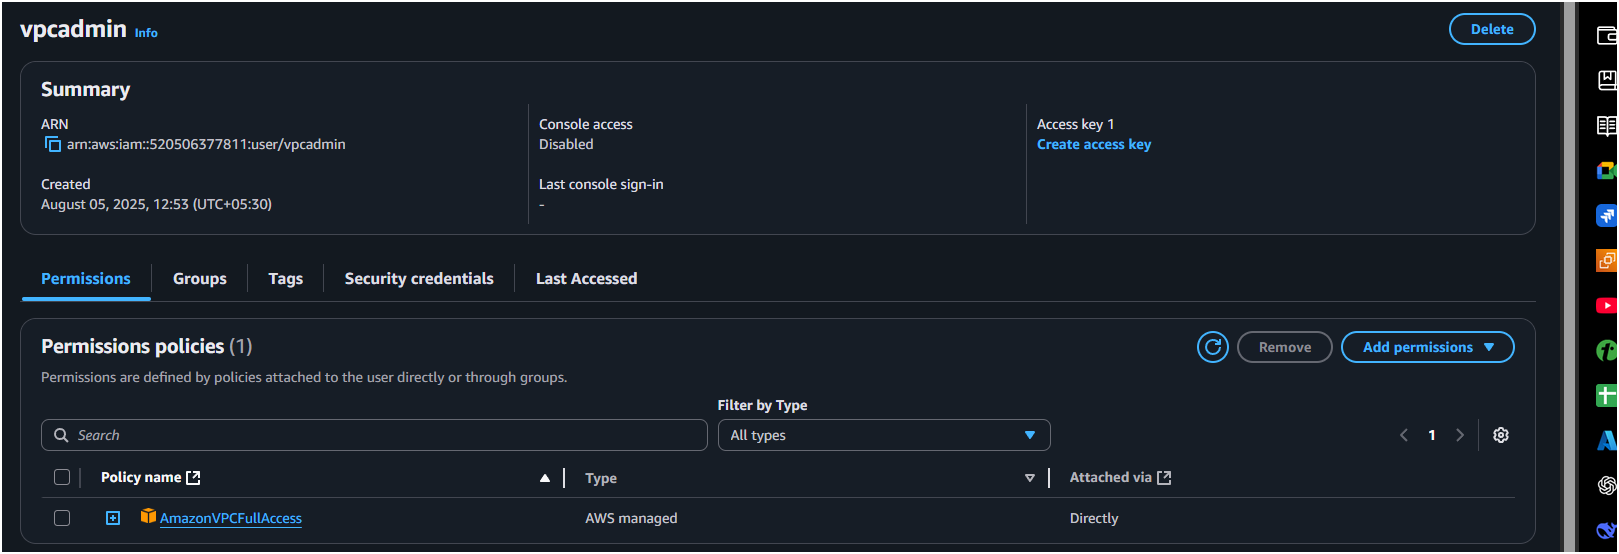 vpcadmin Info
Delete
Summary
ARN
arn:aws:iam::520506377811:user/vpcadmin
Created
August 05, 2025, 12:53 (UTC+05:30)
Console access
Disabled
Last console sign-in
-
Access key 1
Create access key
Permissions Groups Tags Security credentials Last Accessed
Permissions policies (1)
Remove
Add permissions
Permissions are defined by policies attached to the user directly or through groups.
Filter by Type
Search
All types
1
Policy name Type Attached via
AmazonVPCFullAccess AWS managed Directly